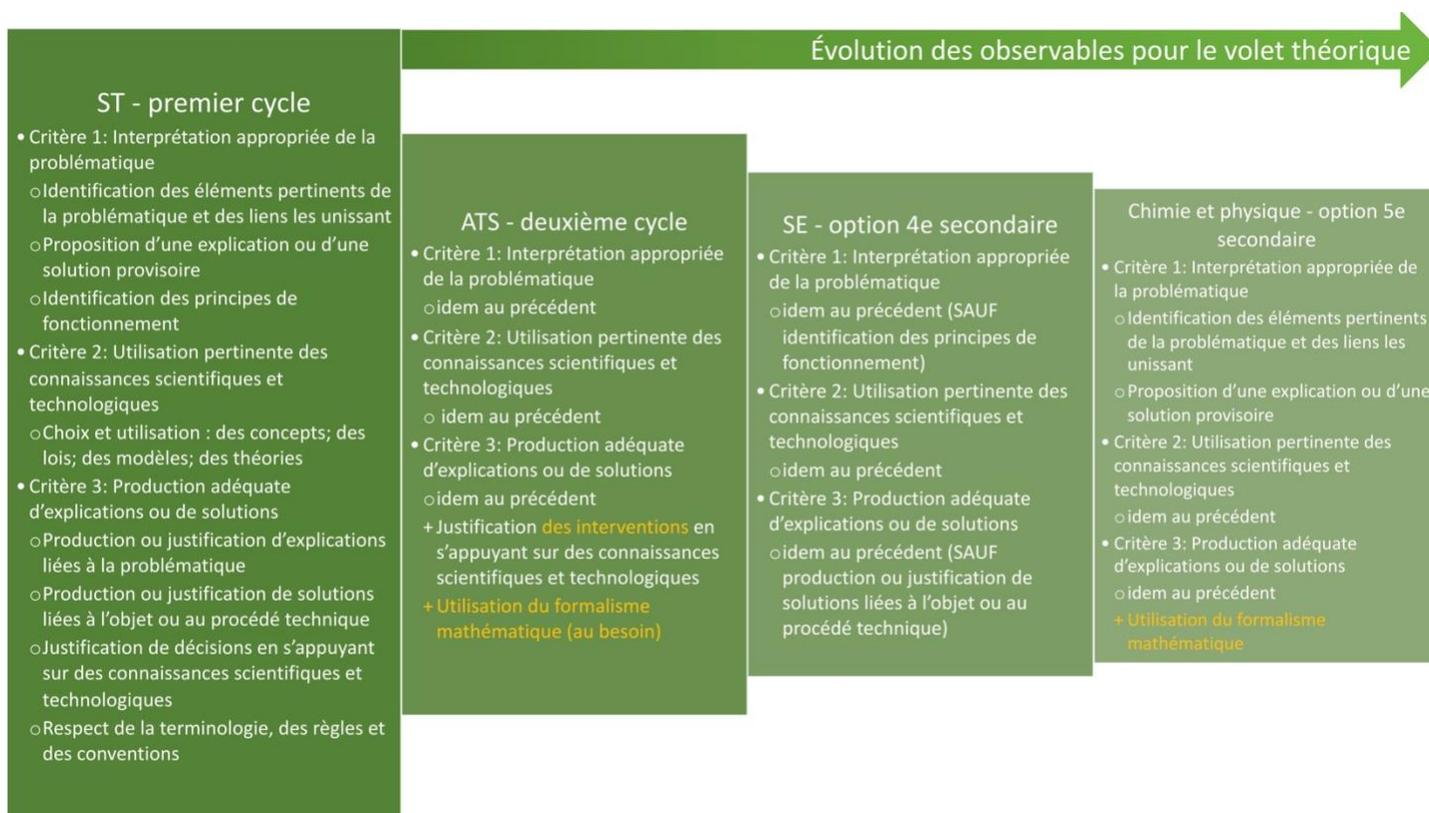 Évolution des observables pour le volet théorique
ST - premier cycle
• Critère 1: Interprétation appropriée de la
problématique
o Identification des éléments pertinents de
la problématique et des liens les unissant
o Proposition d'une explication ou d'une
solution provisoire
o Identification des principes de
fonctionnement
• Critère 2: Utilisation pertinente des
connaissances scientifiques et
technologiques
o Choix et utilisation : des concepts; des
lois; des modèles; des théories
• Critère 3: Production adéquate
d'explications ou de solutions
o Production ou justification d'explications
liées à la problématique
o Production ou justification de solutions
liées à l'objet ou au procédé technique
o Justification de décisions en s'appuyant
sur des connaissances scientifiques et
technologiques
o Respect de la terminologie, des règles et
des conventions
ATS - deuxième cycle
• Critère 1: Interprétation appropriée
de la problématique
o idem au précédent
• Critère 2: Utilisation pertinente des
connaissances scientifiques et
technologiques
o idem au précédent
• Critère 3: Production adéquate
d'explications ou de solutions
o idem au précédent
+ Justification des interventions en
s'appuyant sur des connaissances
scientifiques et technologiques
+ Utilisation du formalisme
mathématique (au besoin)
SE - option 4e secondaire
• Critère 1: Interprétation appropriée
de la problématique
o idem au précédent (SAUF
identification des principes de
fonctionnement)
• Critère 2: Utilisation pertinente des
connaissances scientifiques et
technologiques
o idem au précédent
• Critère 3: Production adéquate
d'explications ou de solutions
o idem au précédent (SAUF
production ou justification de
solutions liées à l'objet ou au
procédé technique)
Chimie et physique - option 5e
secondaire
• Critère 1: Interprétation appropriée de
la problématique
o Identification des éléments pertinents
de la problématique et des liens les
unissant
o Proposition d'une explication ou d'une
solution provisoire
• Critère 2: Utilisation pertinente des
connaissances scientifiques et
technologiques
o idem au précédent
• Critère 3: Production adéquate
d'explications ou de solutions
o idem au précédent
+ Utilisation du formalisme
mathématique